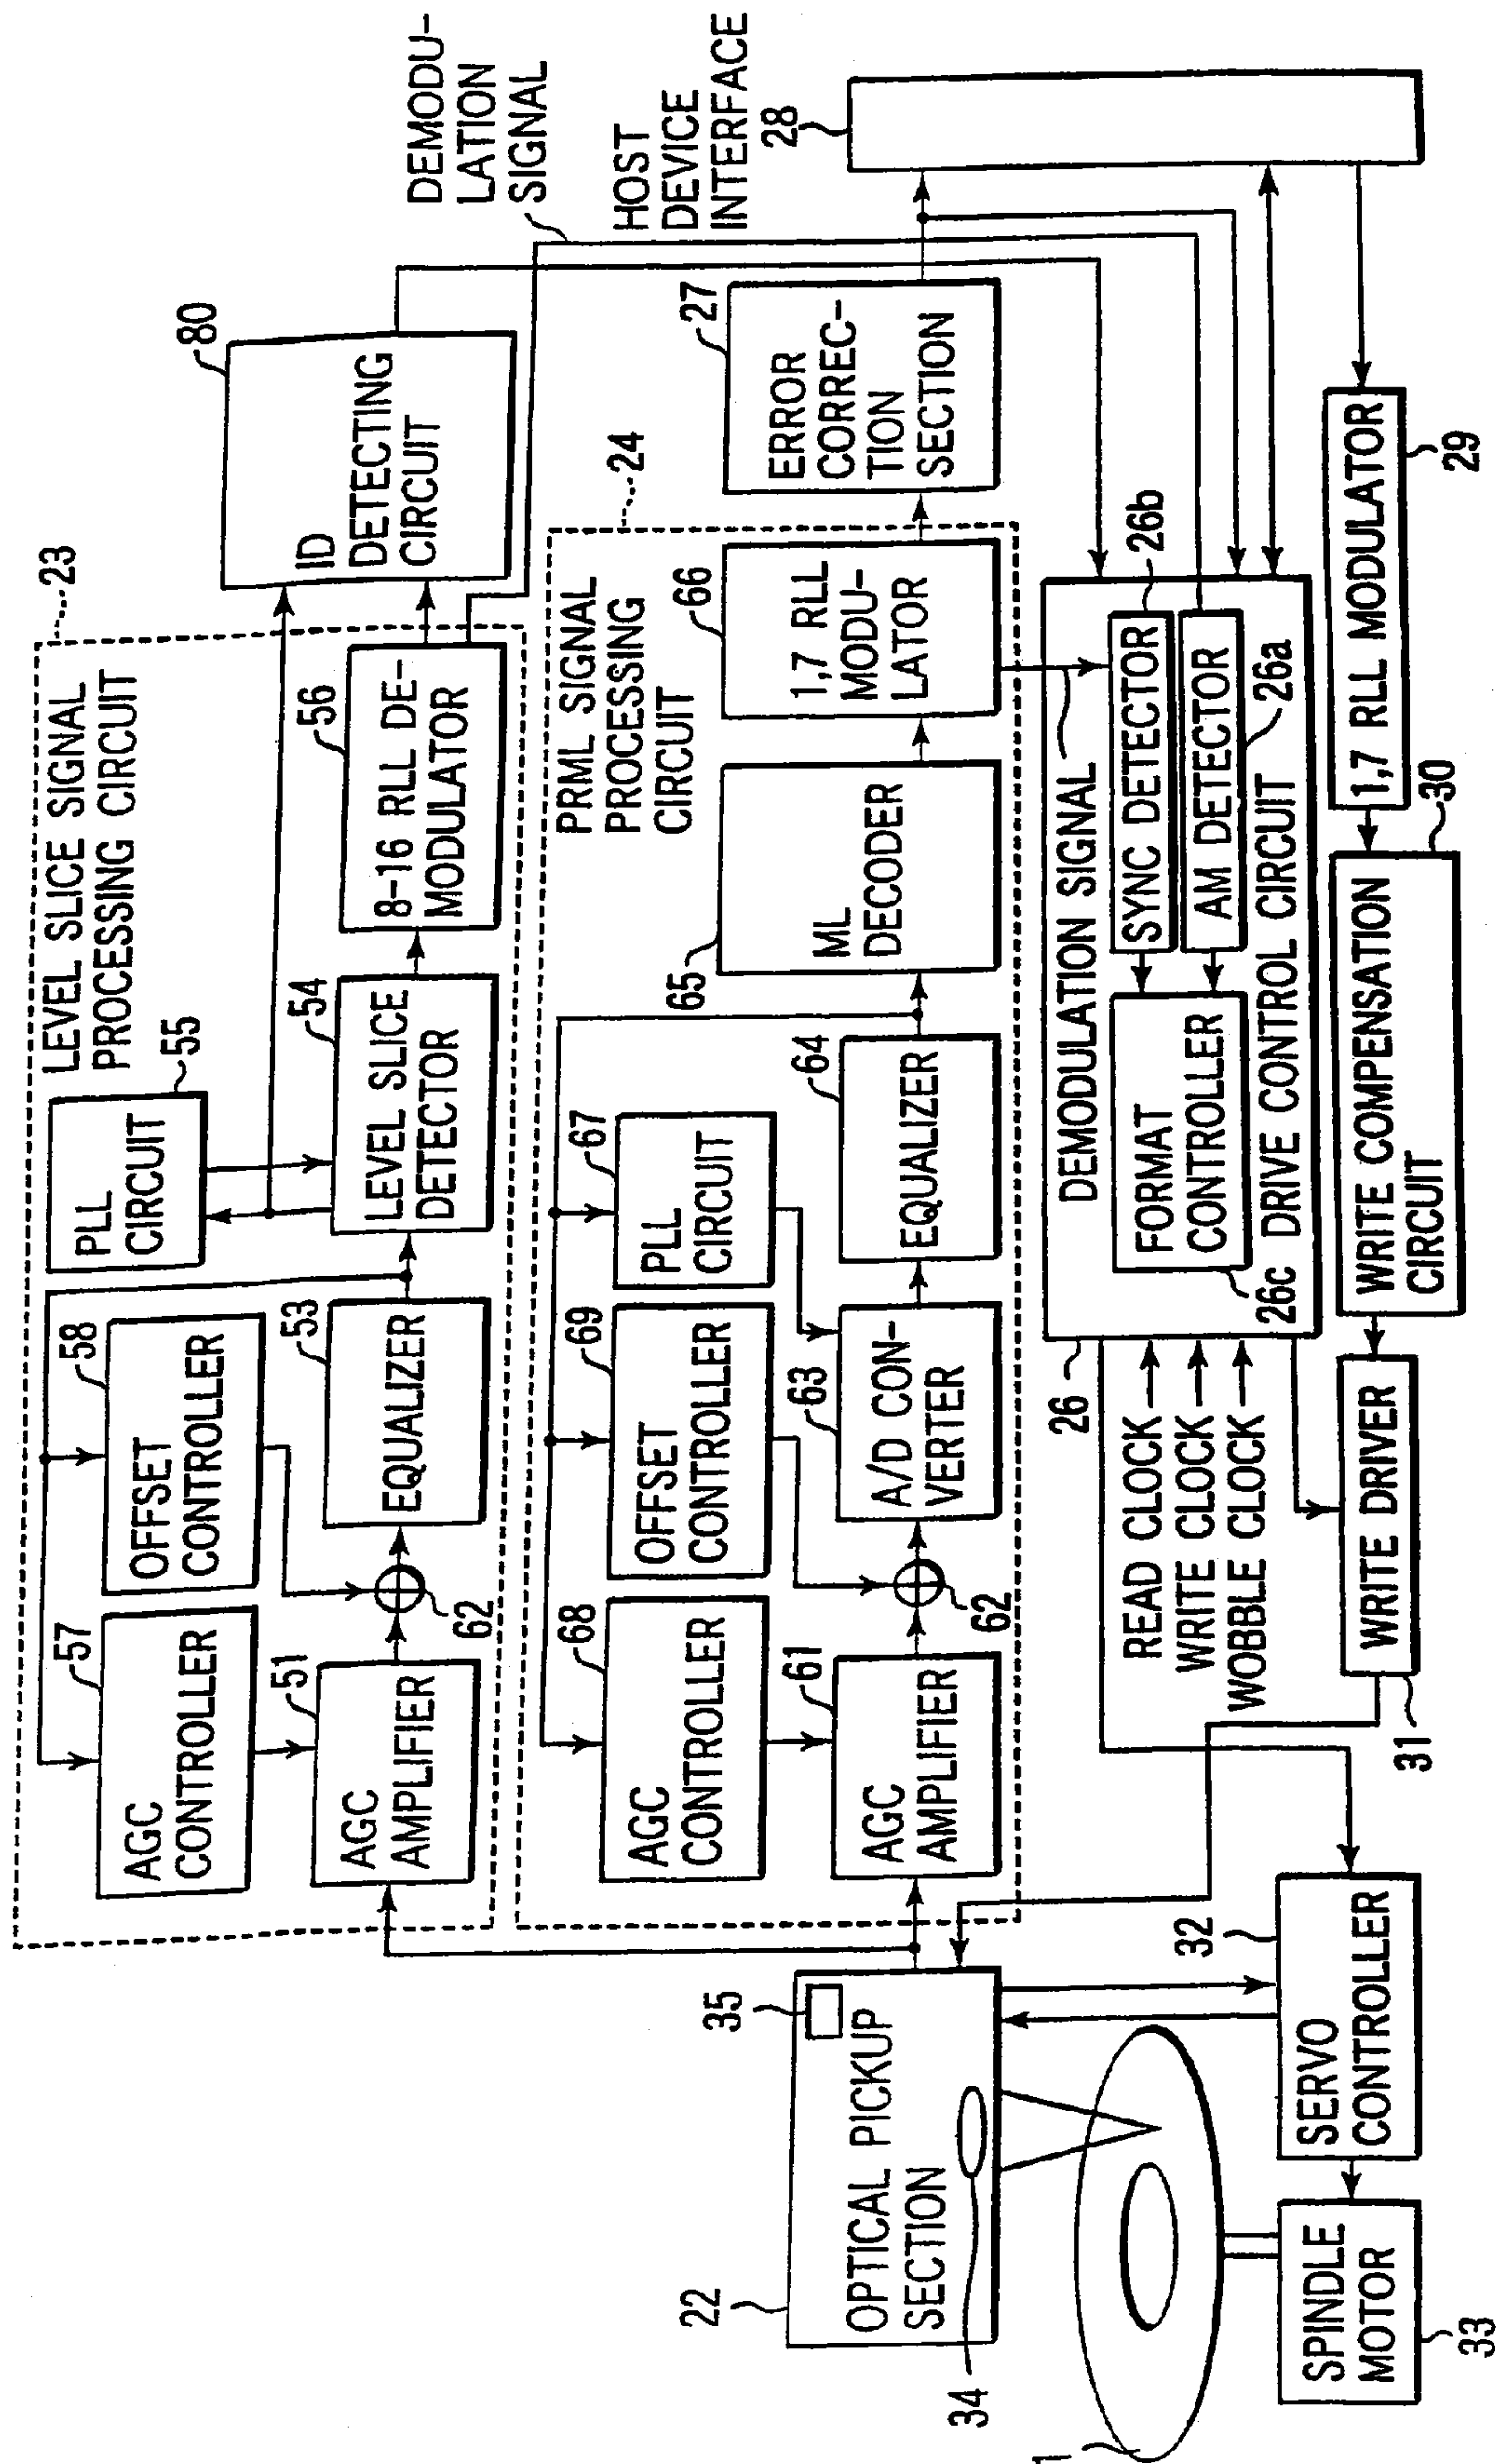 LEVEL SLICE SIGNAL
PROCESSING CIRCUIT
23
57
AGC
CONTROLLER
58
OFFSET
CONTROLLER
PLL
CIRCUIT
55
51
AGC
AMPLIFIER
62
53
EQUALIZER
54
LEVEL SLICE
DETECTOR
56
8-16 RLL DE-
MODULATOR
80
ID
DETECTING
CIRCUIT
DEMODU-
LATION
SIGNAL
PRML SIGNAL
PROCESSING
CIRCUIT
24
68
AGC
CONTROLLER
69
OFFSET
CONTROLLER
67
PLL
CIRCUIT
61
AGC
AMPLIFIER
62
63
A/D CON-
VERTER
64
EQUALIZER
65
ML
DECODER
66
1,7 RLL
MODU-
LATOR
27
ERROR
CORREC-
TION
SECTION
HOST
DEVICE
INTERFACE
28
22
OPTICAL PICKUP
SECTION
35
34
1
26
DEMODULATION SIGNAL
READ CLOCK
WRITE CLOCK
WOBBLE CLOCK
FORMAT
CONTROLLER
26c
SYNC DETECTOR
26b
AM DETECTOR
26a
DRIVE CONTROL CIRCUIT
SPINDLE
MOTOR
33
32
SERVO
CONTROLLER
WRITE DRIVER
31
WRITE COMPENSATION
CIRCUIT
30
1,7 RLL MODULATOR
29